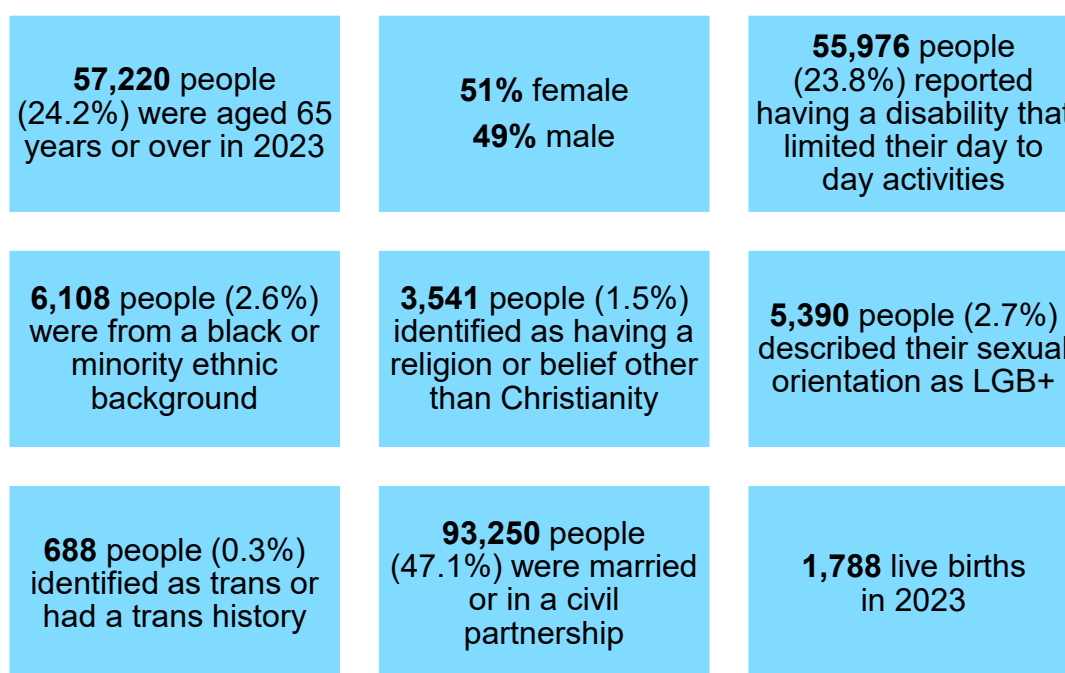 57,220 people
(24.2%) were aged 65
years or over in 2023
51% female
49% male
55,976 people
(23.8%) reported
having a disability that
limited their day to
day activities
6,108 people (2.6%)
were from a black or
minority ethnic
background
3,541 people (1.5%)
identified as having a
religion or belief other
than Christianity
5,390 people (2.7%)
described their sexual
orientation as LGB+
688 people (0.3%)
identified as trans or
had a trans history
93,250 people
(47.1%) were married
or in a civil
partnership
1,788 live births
in 2023